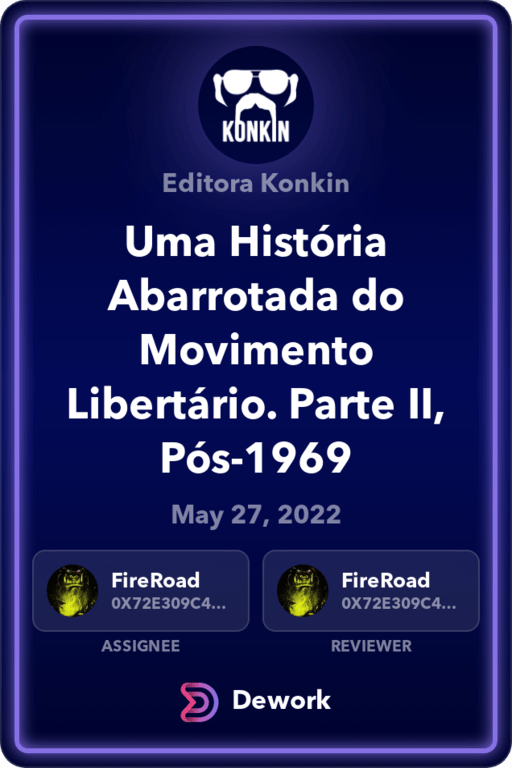 KONKIN
Editora Konkin
Uma História
Abarrotada do
Movimento
Libertário. Parte II,
Pós-1969
May 27, 2022
FireRoad
0X72E309C4...
FireRoad
0X72E309C4...
ASSIGNEE
REVIEWER
Dework